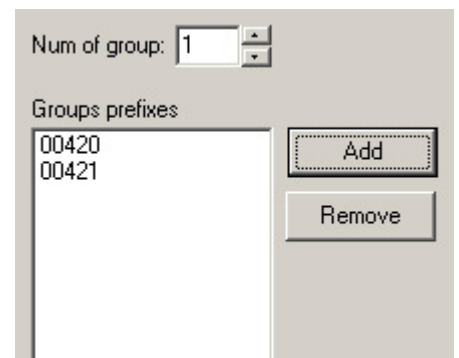 Num of group: 1
Groups prefixes
00420
00421
Add
Remove